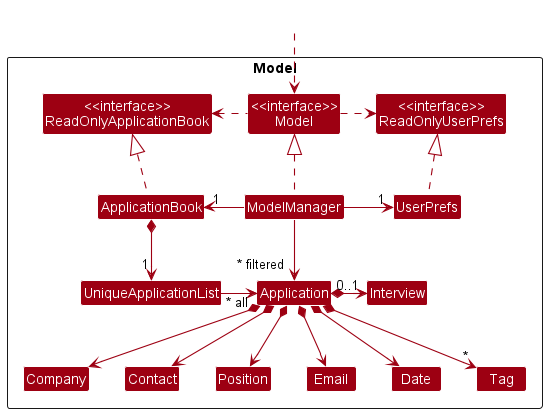 Model
<<interface>>
ReadOnlyApplicationBook
<<interface>>
Model
<<interface>>
ReadOnlyUserPrefs
ApplicationBook
1
ModelManager
1
UserPrefs
1
* filtered
UniqueApplicationList
* all
Application
0..1
Interview
*
Company
Contact
Position
Email
Date
Tag